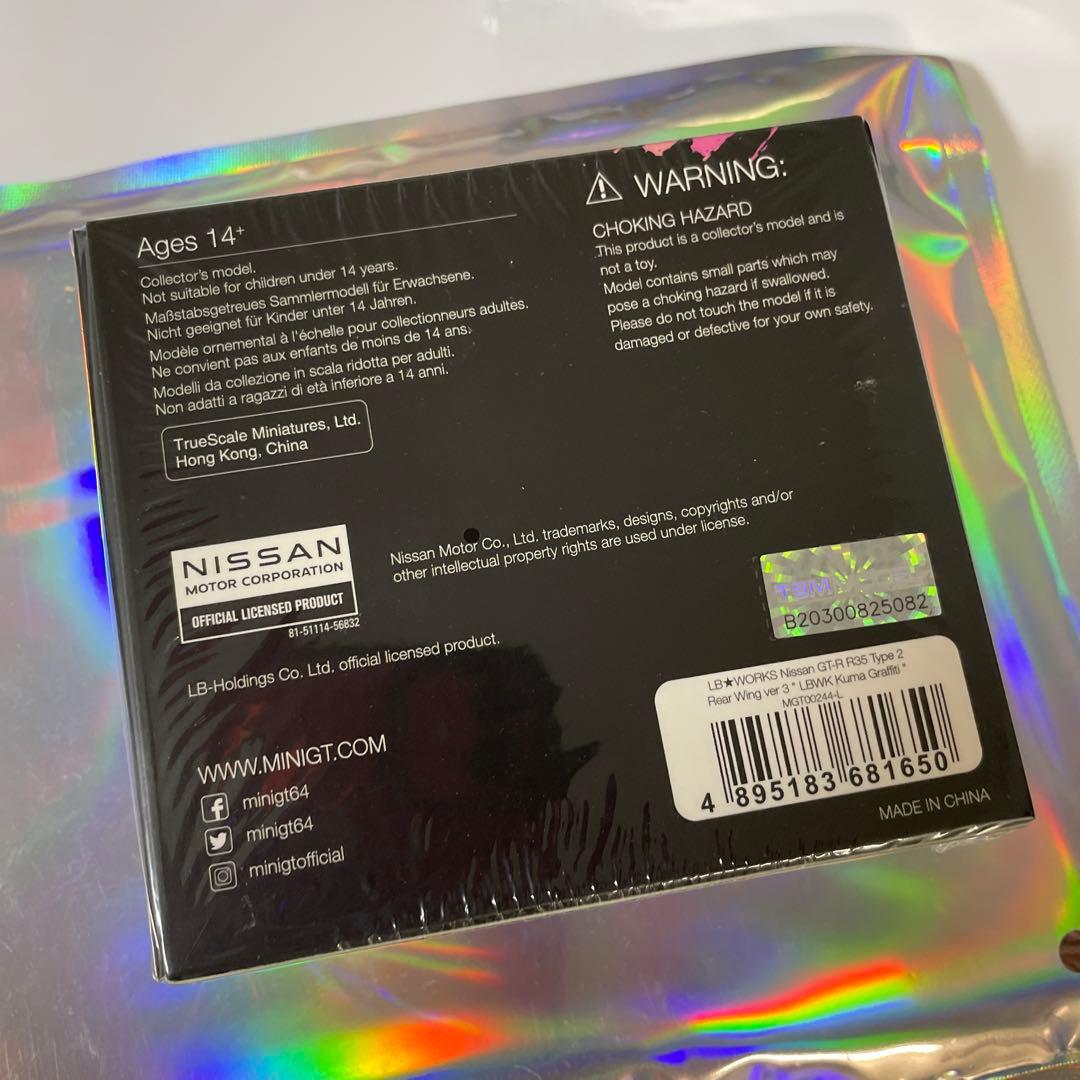 Ages 14+
Collector's model.
Not suitable for children under 14 years.
Maßstabsgetreues Sammlermodell für Erwachsene.
Nicht geeignet für Kinder unter 14 Jahren.
Modèle ornemental à l'échelle pour collectionneurs adultes.
Ne convient pas aux enfants de moins de 14 ans.
Modelli da collezione in scala ridotta per adulti.
Non adatti a ragazzi di età inferiore a 14 anni.
TrueScale Miniatures, Ltd.
Hong Kong, China
WARNING:
CHOKING HAZARD
This product is a collector's model and is
not a toy.
Model contains small parts which may
pose a choking hazard if swallowed.
Please do not touch the model if it is
damaged or defective for your own safety.
NISSAN
MOTOR CORPORATION
OFFICIAL LICENSED PRODUCT
81-51114-56832
Nissan Motor Co., Ltd. trademarks, designs, copyrights and/or
other intellectual property rights are used under license.
LB-Holdings Co. Ltd. official licensed product.
TSM
B20300825082
LB★WORKS Nissan GT-R R35 Type 2
Rear Wing ver 3 " LBWK Kuma Graffiti "
MGT00244-L
4 895183 681650
MADE IN CHINA
WWW.MINIGT.COM
minigt64
minigt64
minigtofficial